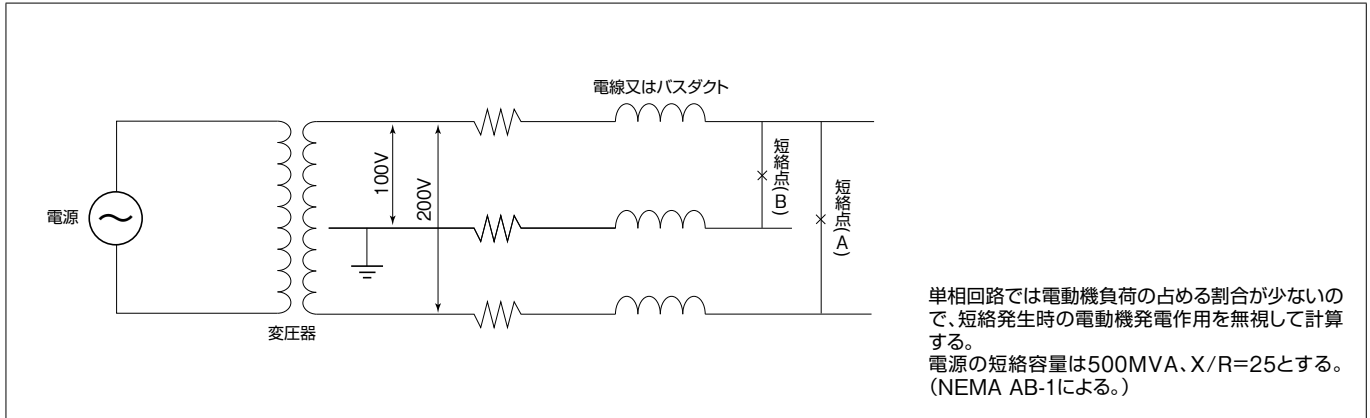 電線又はバスダクト
100V
200V
短絡点(B)
短絡点(A)
電源
変圧器
単相回路では電動機負荷の占める割合が少ないの
で、短絡発生時の電動機発電作用を無視して計算
する。
電源の短絡容量は500MVA、X/R=25とする。
(NEMA AB-1による。)